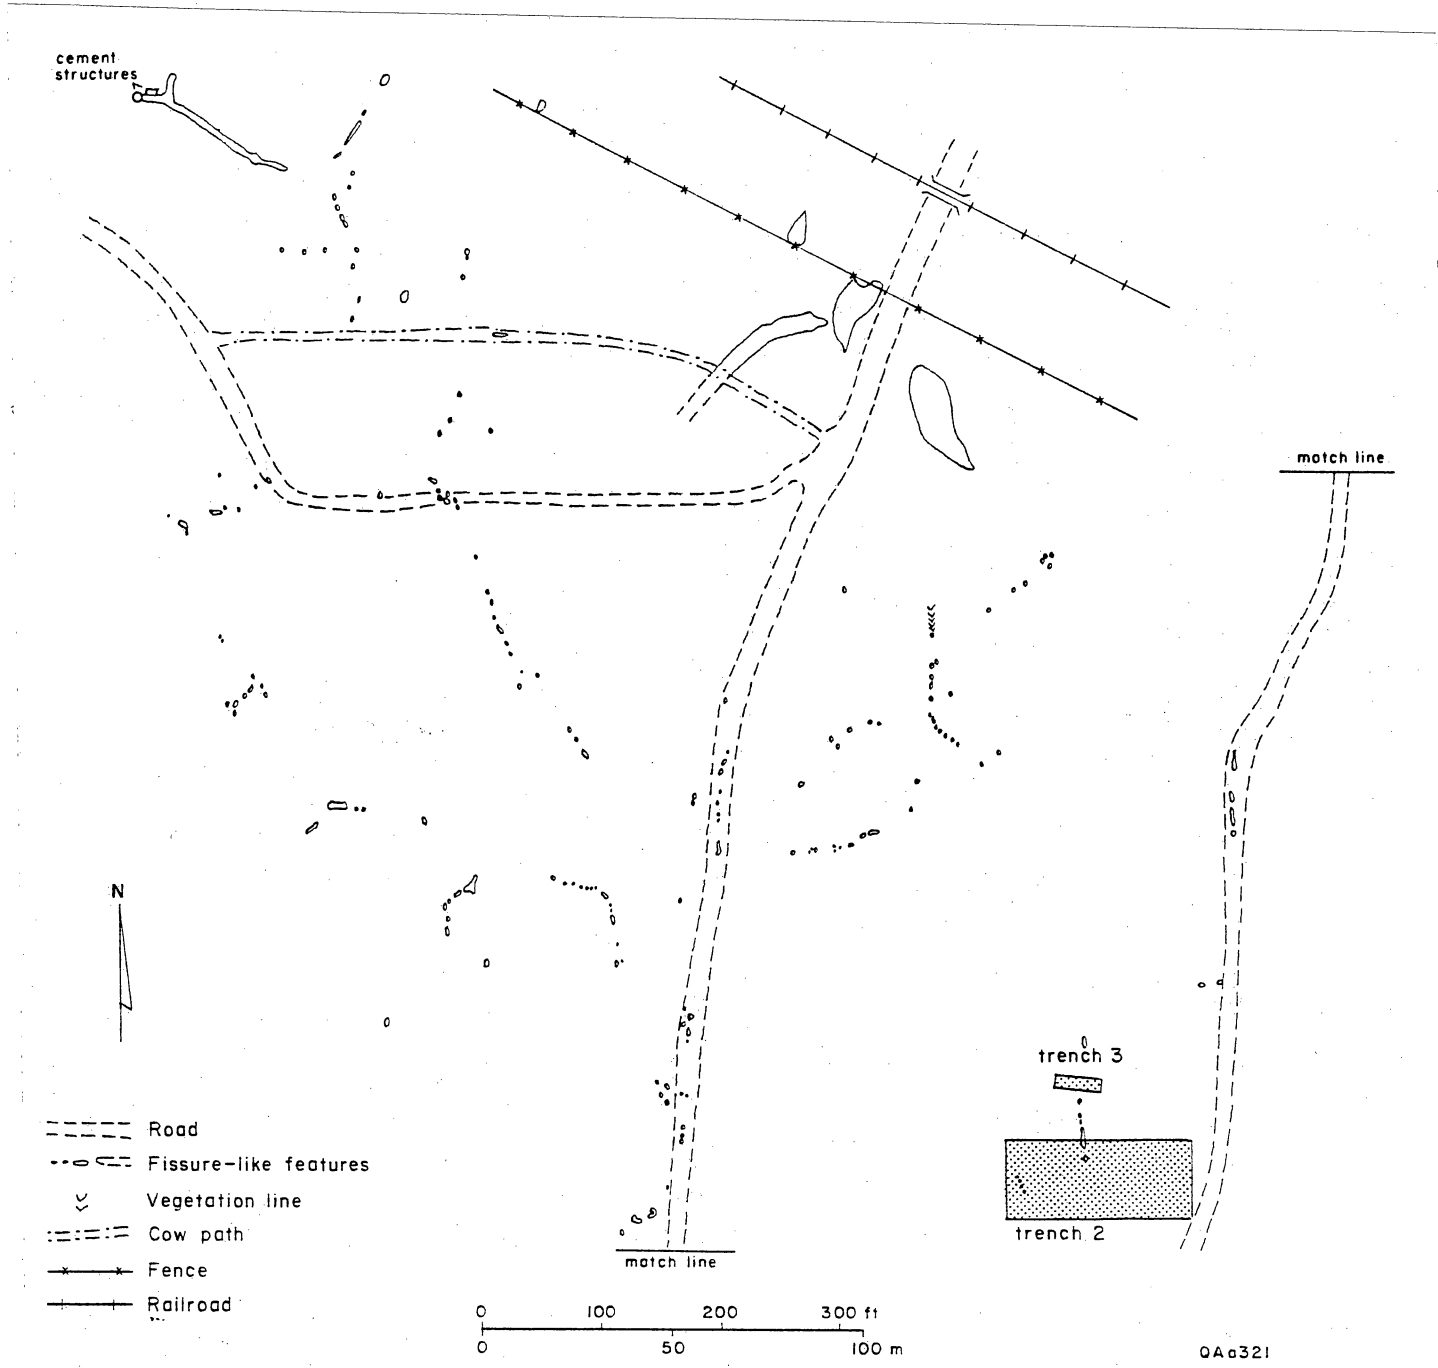 cement
structures
match line
N
trench 3
trench 2
Road
Fissure-like features
Vegetation line
Cow path
Fence
Railroad
match line
0 100 200 300 ft
0 50 100 m
QAa321